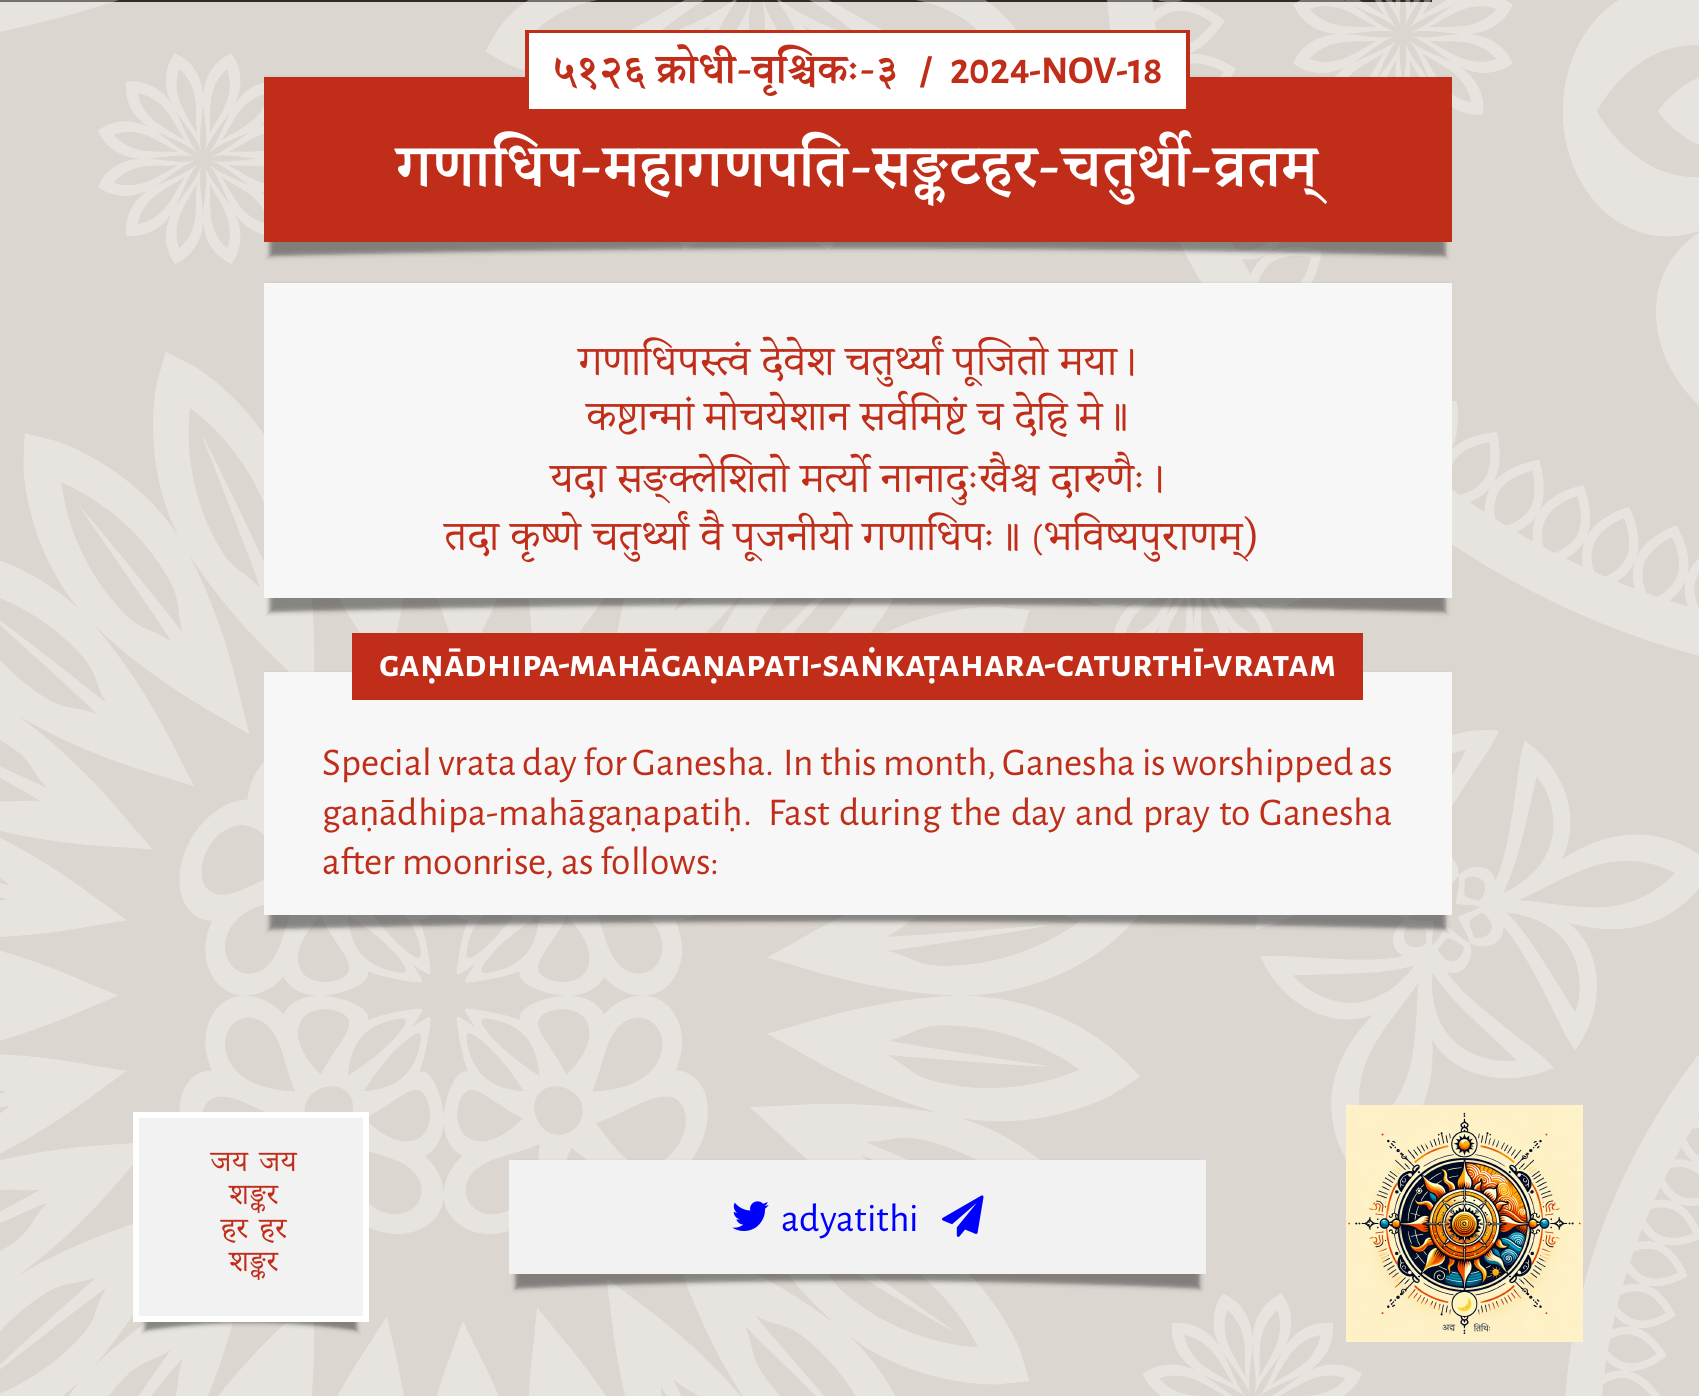 ५१२६ क्रोधी-वृश्चिकः-३ / 2024-NOV-18
गणाधिप-महागणपति-सङ्कटहर-चतुर्थी-व्रतम्
गणाधिपस्त्वं देवेश चतुर्थ्यां पूजितो मया।
कष्टान्मां मोचयेशान सर्वमिष्टं च देहि मे॥
यदा सङ्क्लेशितो मर्त्यो नानादुःखैश्च दारुणैः।
तदा कृष्णे चतुर्थ्यां वै पूजनीयो गणाधिपः॥ (भविष्यपुराणम्)
GAṆĀDHIPA-MAHĀGAṆAPATI-SAṄKAṬAHARA-CATURTHĪ-VRATAM
Special vrata day for Ganesha. In this month, Ganesha is worshipped as
gaṇādhipa-mahāgaṇapatiḥ. Fast during the day and pray to Ganesha
after moonrise, as follows:
जय जय
शङ्कर
हर हर
शङ्कर
adyatithi
अद्य तिथिः